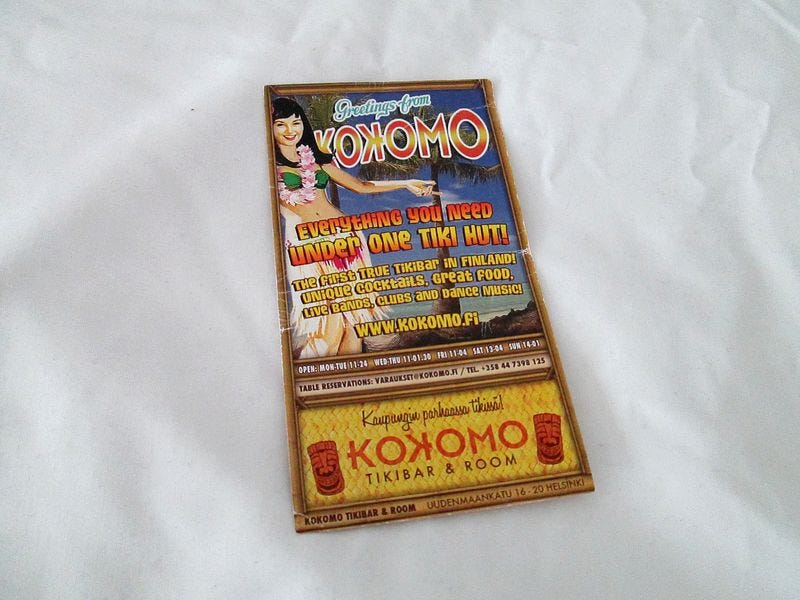 Greetings from
KOKOMO
EVERYTHING YOU NEED
UNDER ONE TIKI HUT!
THE FIRST TRUE TIKIBAR IN FINLAND!
UNIQUE COCKTAILS, GREAT FOOD,
LIVE BANDS, CLUBS AND DANCE MUSIC!
WWW.KOKOMO.Fi
OPEN: MON-TUE 11-24 WED-THU 11-01.30 FRI 11-04 SAT 13-04 SUN 14-01
TABLE RESERVATIONS: VARAUKSET@KOKOMO.FI / TEL. +358 44 7398 125
Kaupungin parhaassa tikissä!
KOKOMO
TIKIBAR & ROOM
KOKOMO TIKIBAR & ROOM UUDENMAANKATU 16 - 20 HELSINKI